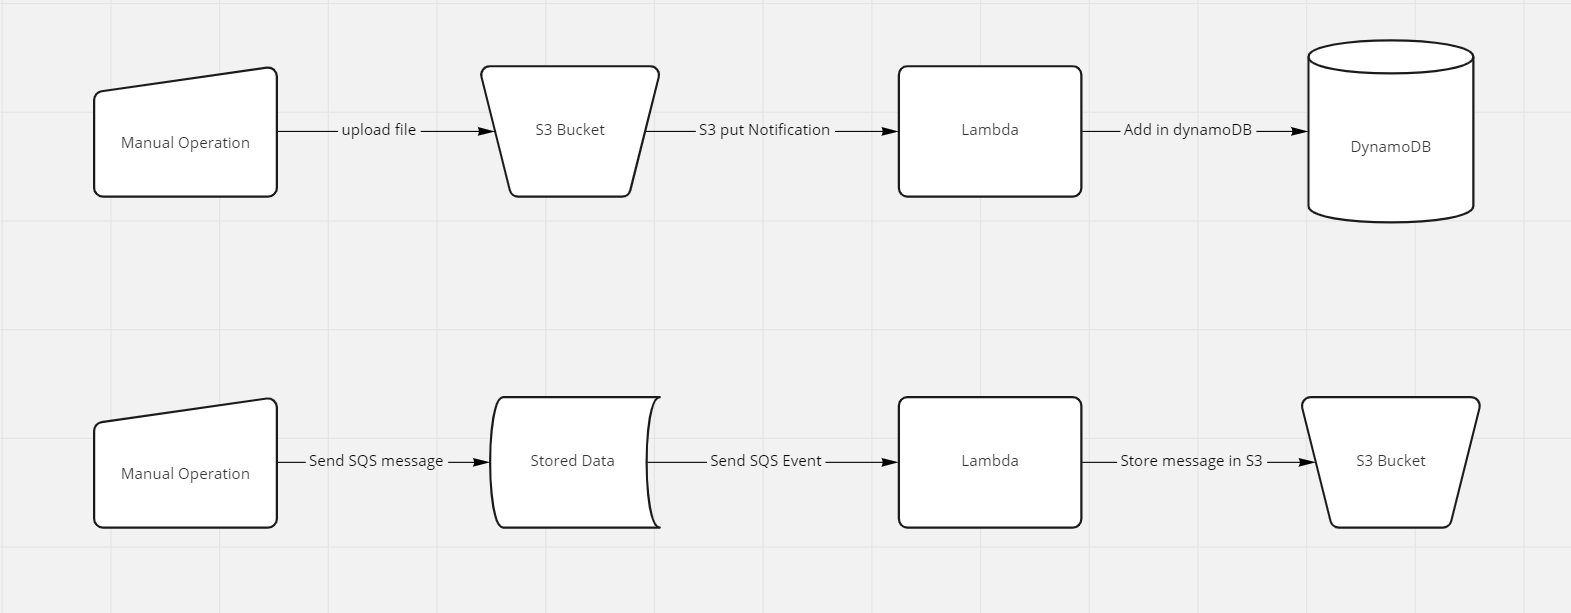 Manual Operation
upload file
S3 Bucket
S3 put Notification
Lambda
Add in dynamoDB
DynamoDB
Manual Operation
Send SQS message
Stored Data
Send SQS Event
Lambda
Store message in S3
S3 Bucket